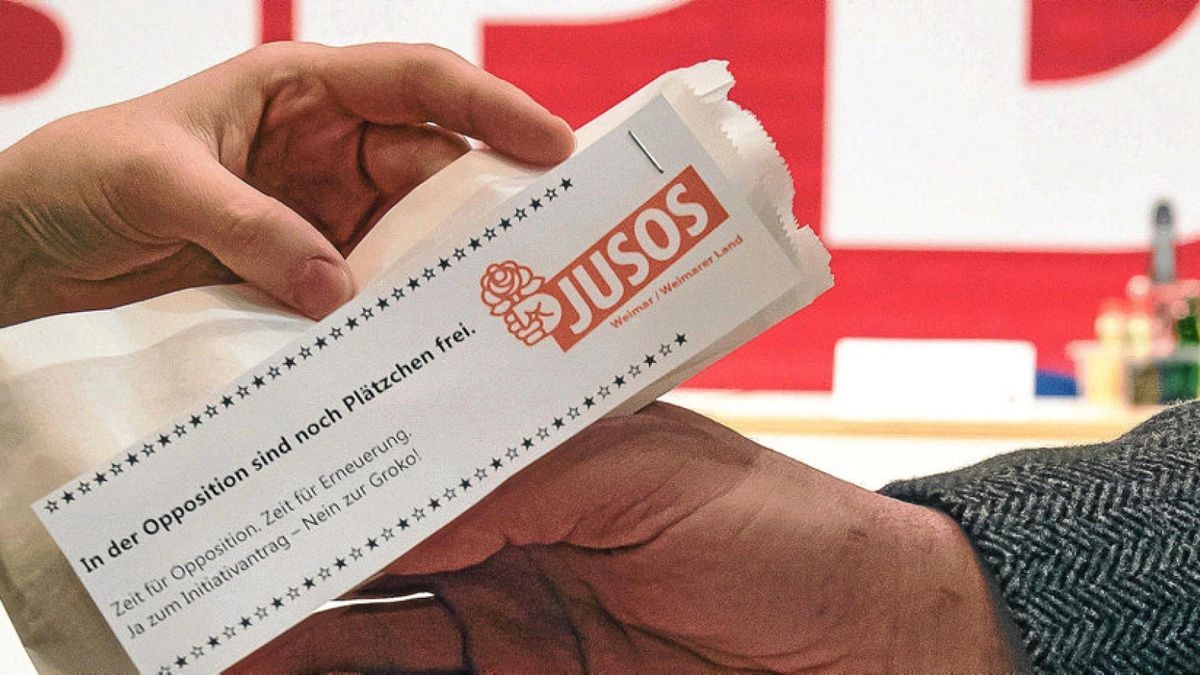 JUSOS
Weimar / Weimarer Land
In der Opposition sind noch Plätzchen frei.
Zeit für Opposition. Zeit für Erneuerung.
Ja zum Initiativantrag – Nein zur Groko!